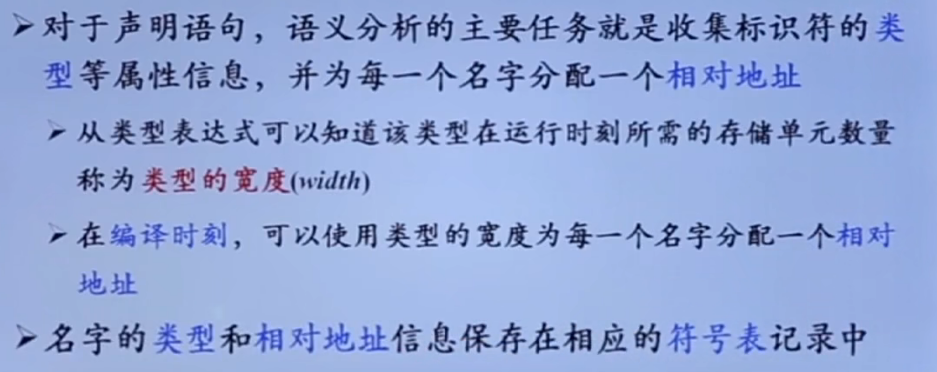 ➢对于声明语句，语义分析的主要任务就是收集标识符的类
型等属性信息，并为每一个名字分配一个相对地址
➢从类型表达式可以知道该类型在运行时刻所需的存储单元数量
称为类型的宽度(width)
➢在编译时刻，可以使用类型的宽度为每一个名字分配一个相对
地址
➢名字的类型和相对地址信息保存在相应的符号表记录中